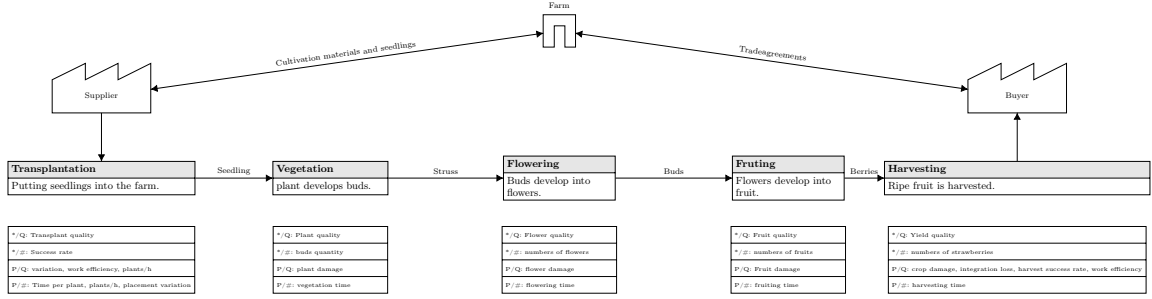 Farm
Cultivation materials and seedlings
Tradeagreements
Supplier
Buyer
Transplantation
Putting seedlings into the farm.
Seedling
Vegetation
plant develops buds.
Struss
Flowering
Buds develop into
flowers.
Buds
Fruting
Flowers develop into
fruit.
Berries
Harvesting
Ripe fruit is harvested.
*/Q: Transplant quality
*/#: Success rate
P/Q: variation, work efficiency, plants/h
P/#: Time per plant, plants/h, placement variation
*/Q: Plant quality
*/#: buds quantity
P/Q: plant damage
P/#: vegetation time
*/Q: Flower quality
*/#: numbers of flowers
P/Q: flower damage
P/#: flowering time
*/Q: Fruit quality
*/#: numbers of fruits
P/Q: Fruit damage
P/#: fruiting time
*/Q: Yield quality
*/#: numbers of strawberries
P/Q: crop damage, integration loss, harvest success rate, work efficiency
P/#: harvesting time